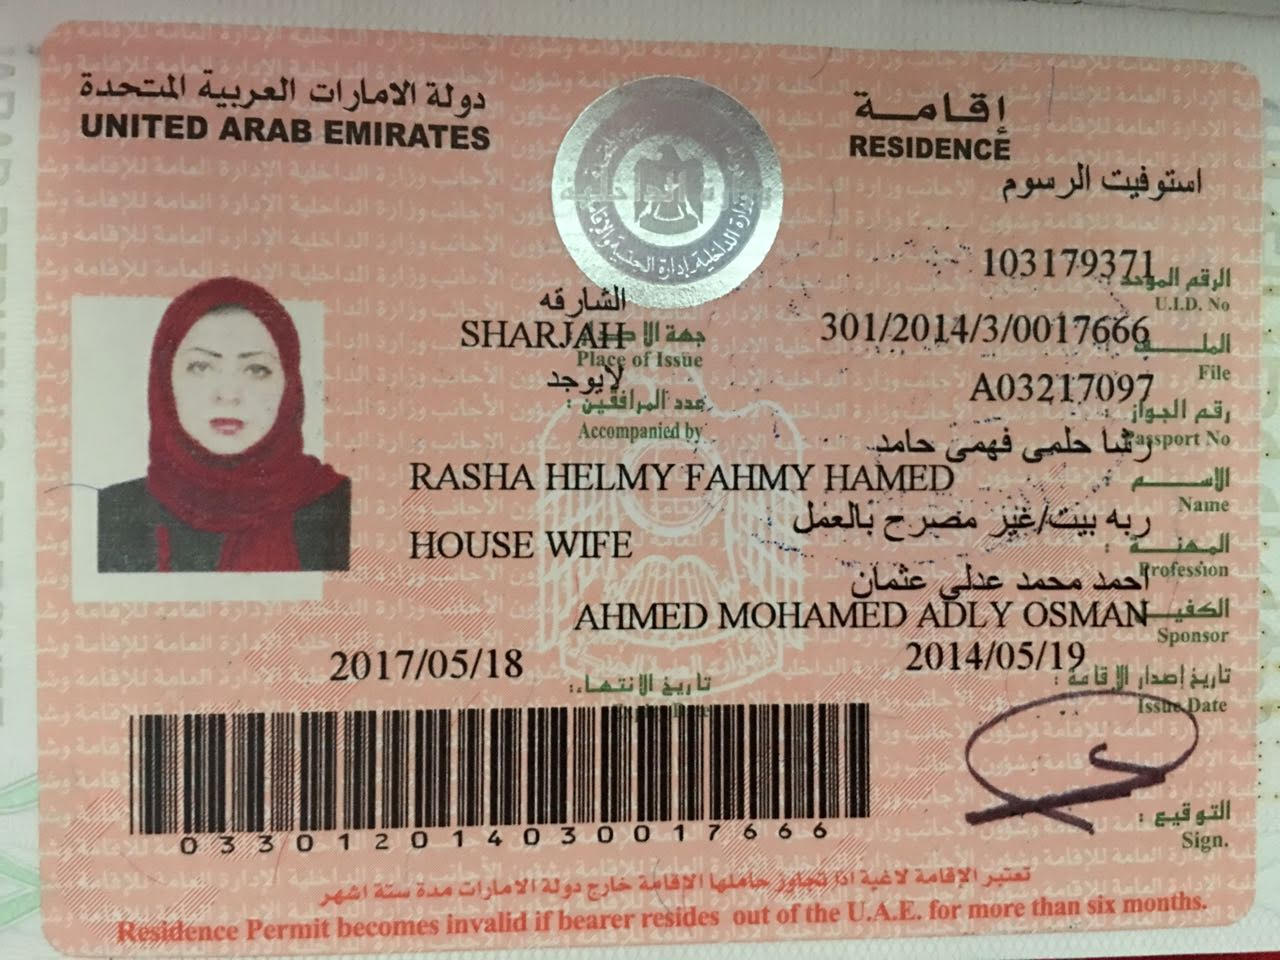 دولة الامارات العربية المتحدة
UNITED ARAB EMIRATES
إقامة
RESIDENCE
استوفيت الرسوم
103179371
الرقم الموحد
U.I.D. No
الشارقه
SHARJAH
جهة الاصدار
Place of Issue
301/2014/3/0017666
الملف
File
لايوجد
عدد المرافقين :
Accompanied by
A03217097
رقم الجواز :
Passport No
رشا حلمى فهمى حامد
RASHA HELMY FAHMY HAMED
الاسم
Name
ربه بيت/غيز مصرح بالعمل
HOUSE WIFE
المهنة :
Profession
احمد محمد عدلي عثمان
AHMED MOHAMED ADLY OSMAN
الكفيل
Sponsor
2017/05/18
تاريخ الانتهاء:
Expiry Date
2014/05/19
تاريخ إصدار الاقامة :
Issue Date
033012014030017666
التوقيع :
Sign.
تعتبر الإقامة لاغية اذا تجاوز حاملها الإقامة خارج دولة الامارات مدة ستة اشهر
Residence Permit becomes invalid if bearer resides out of the U.A.E. for more than six months.